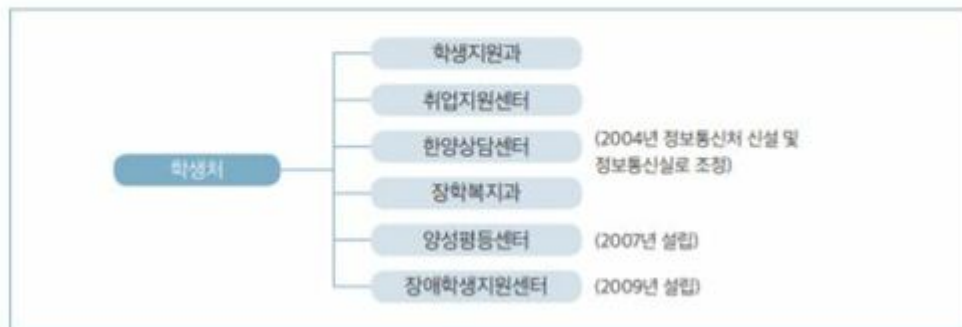 학생지원과
취업지원센터
한양상담센터 (2004년 정보통신처 신설 및
정보통신실로 조정)
학생처
장학복지과
양성평등센터 (2007년 설립)
장애학생지원센터 (2009년 설립)